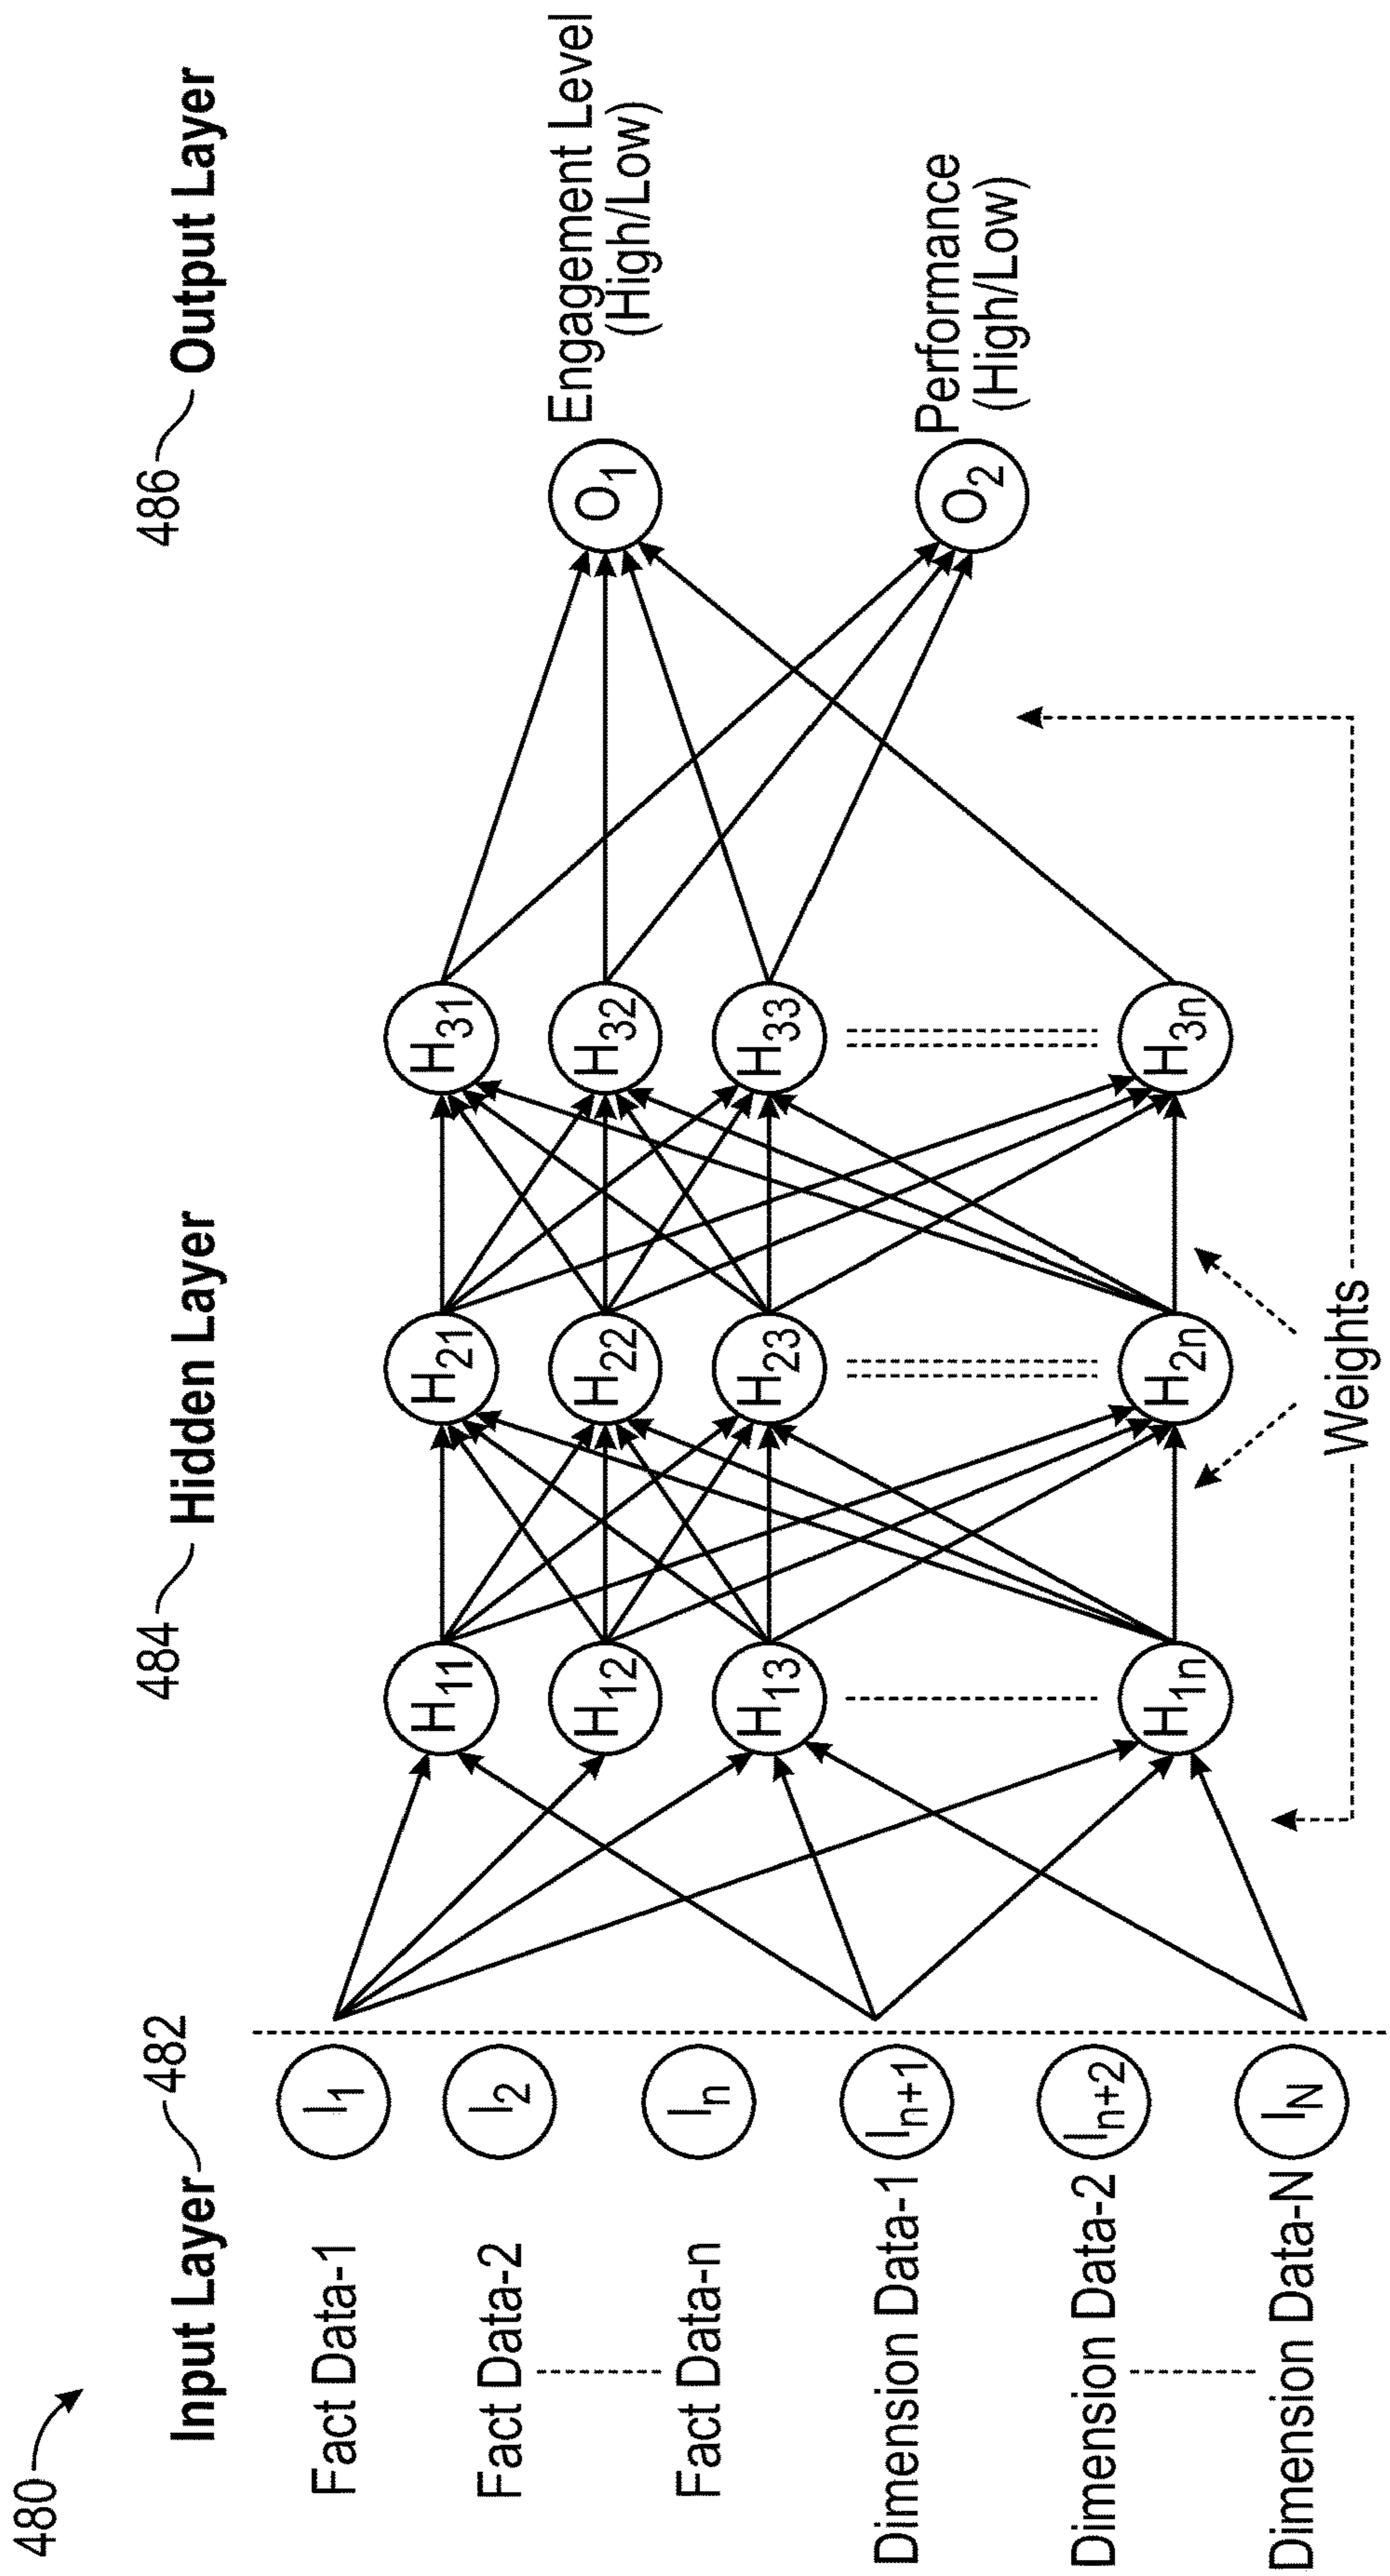 480
Input Layer 482
484 Hidden Layer
486 Output Layer
Fact Data-1
Fact Data-2
Fact Data-n
Dimension Data-1
Dimension Data-2
Dimension Data-N
I1
I2
In
In+1
In+2
IN
H11
H12
H13
H1n
H21
H22
H23
H2n
H31
H32
H33
H3n
O1
O2
Engagement Level
(High/Low)
Performance
(High/Low)
Weights